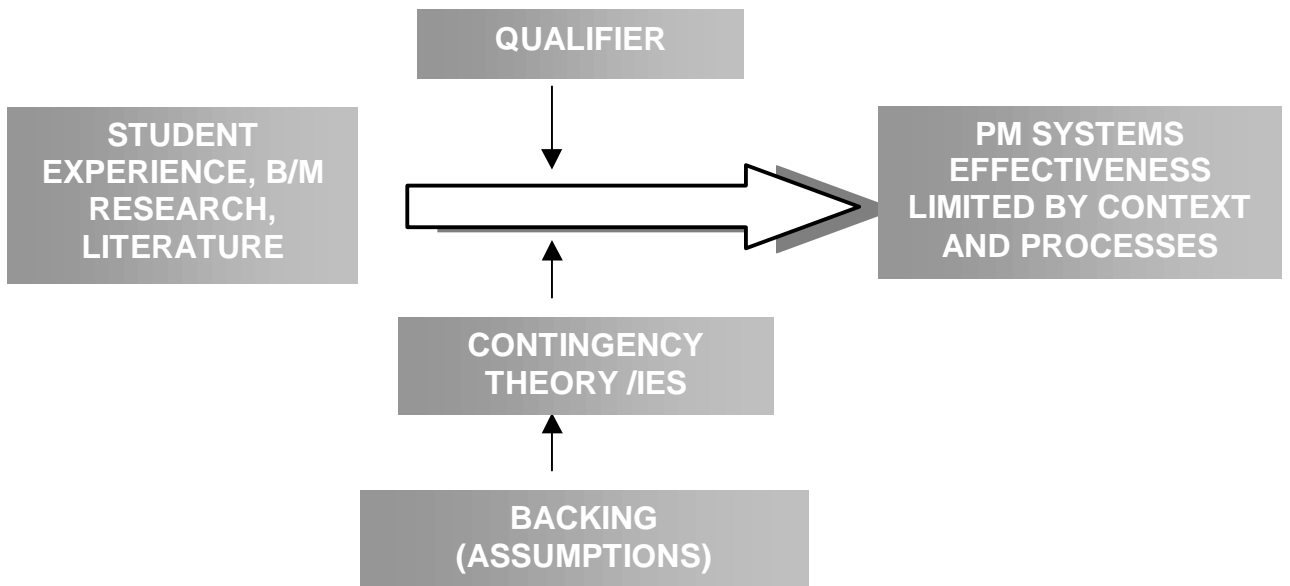 QUALIFIER
STUDENT
EXPERIENCE, B/M
RESEARCH,
LITERATURE
PM SYSTEMS
EFFECTIVENESS
LIMITED BY CONTEXT
AND PROCESSES
CONTINGENCY
THEORY /IES
BACKING
(ASSUMPTIONS)